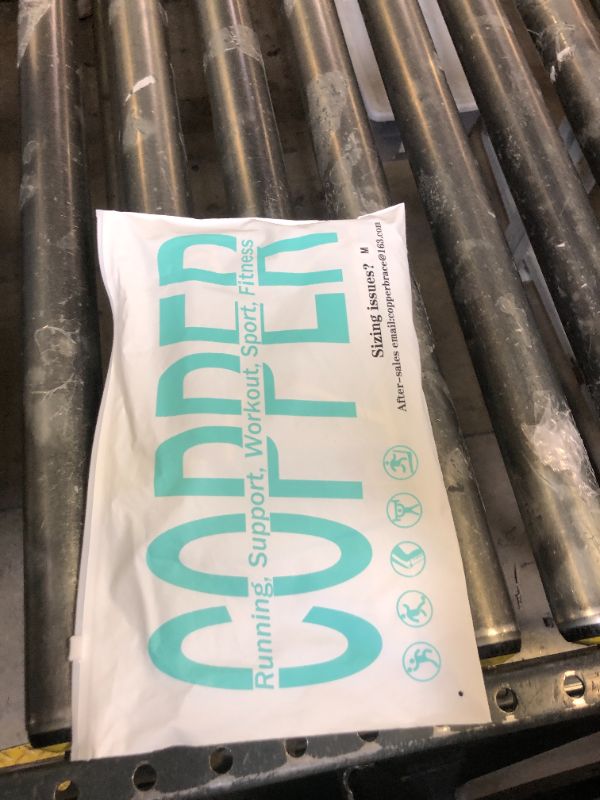 COPPER
Running, Support, Workout, Sport, Fitness
Sizing issues? M
After-sales email:copperbrace@163.com